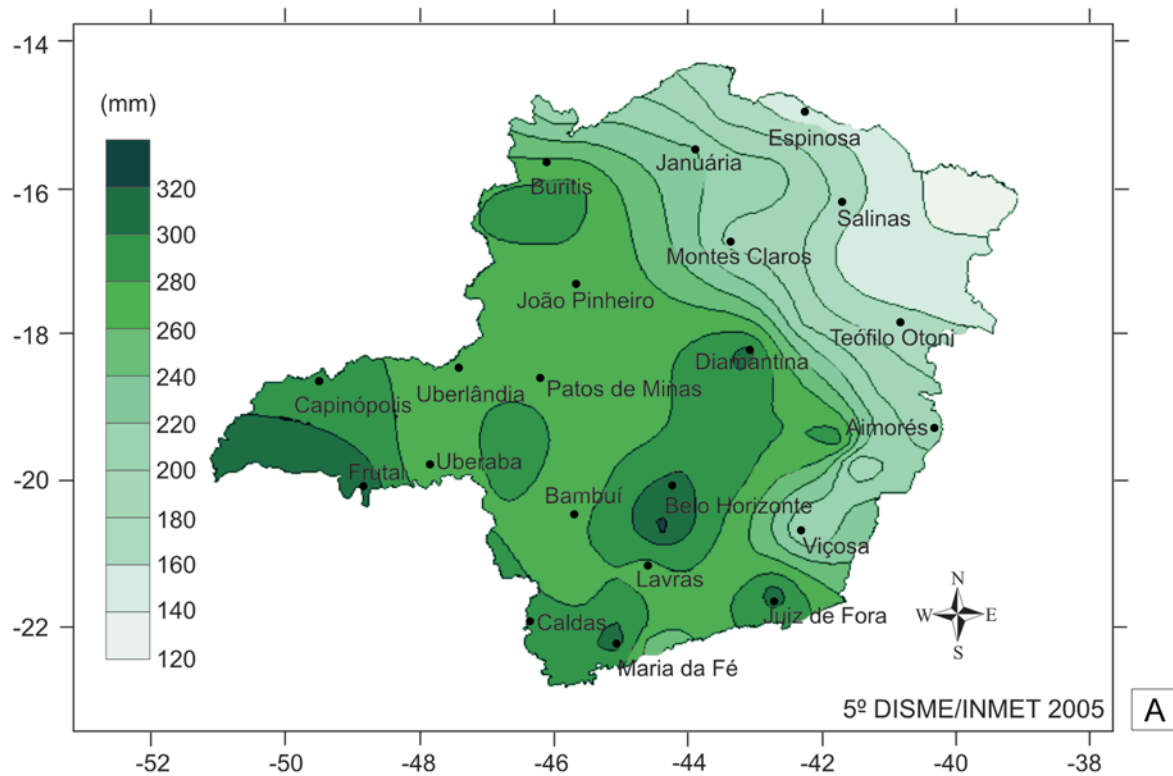 -14
-16
-18
-20
-22
(mm)
320
300
280
260
240
220
200
180
160
140
120
Espinosa
Januária
Buritis
Salinas
Montes Claros
João Pinheiro
Teófilo Otoni
Diamantina
Uberlândia
Patos de Minas
Capinópolis
Aimorés
Uberaba
Frutal
Bambuí
Belo Horizonte
Viçosa
Lavras
Juiz de Fora
Caldas
Maria da Fé
N
W E
S
5º DISME/INMET 2005
A
-52 -50 -48 -46 -44 -42 -40 -38